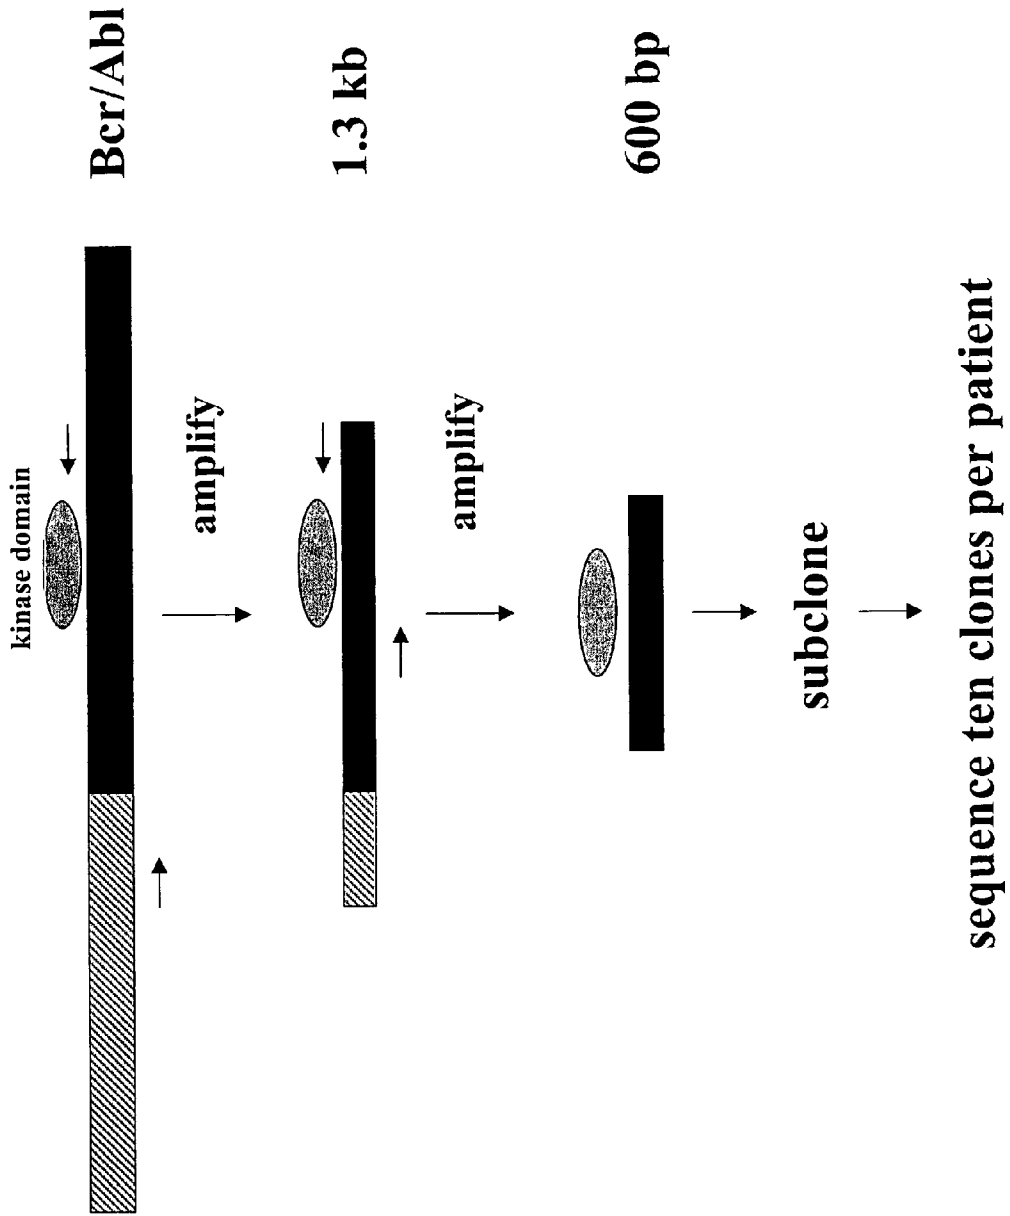 kinase domain
Bcr/Abl
amplify
1.3 kb
amplify
600 bp
subclone
sequence ten clones per patient